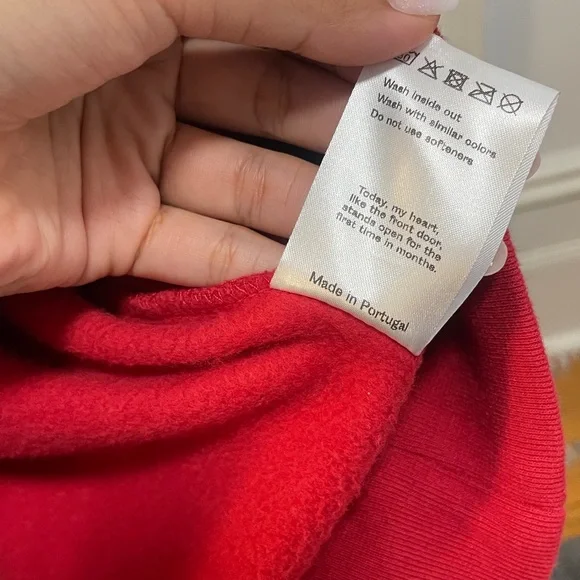 Wash inside out
Wash with similar colors
Do not use softeners
Today, my heart,
like the front door,
stands open for the
first time in months.
Made in Portugal